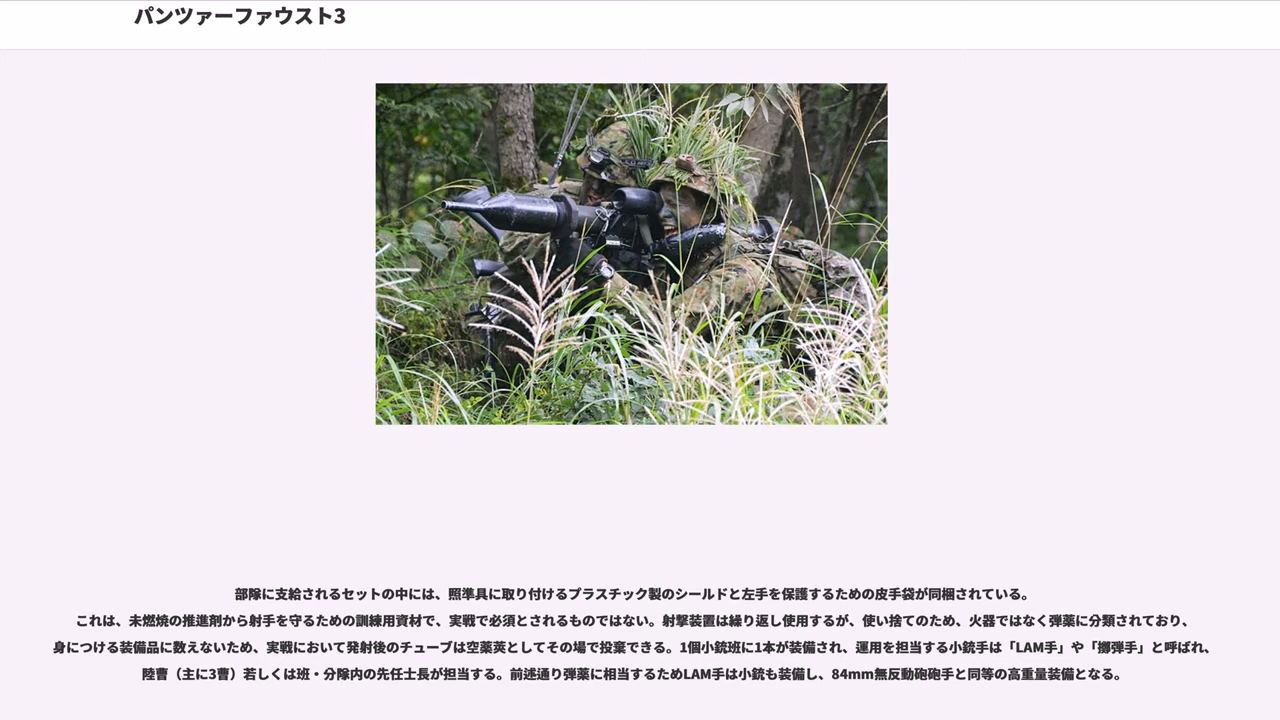 パンツァーファウスト3
部隊に支給されるセットの中には、照準具に取り付けるプラスチック製のシールドと左手を保護するための皮手袋が同梱されている。
これは、未燃焼の推進剤から射手を守るための訓練用資材で、実戦で必須とされるものではない。射撃装置は繰り返し使用するが、使い捨てのため、火器ではなく弾薬に分類されており、
身につける装備品に数えないため、実戦において発射後のチューブは空薬莢としてその場で投棄できる。1個小銃班に1本が装備され、運用を担当する小銃手は「LAM手」や「擲弾手」と呼ばれ、
陸曹（主に3曹）若しくは班・分隊内の先任士長が担当する。前述通り弾薬に相当するためLAM手は小銃も装備し、84mm無反動砲砲手と同等の高重量装備となる。